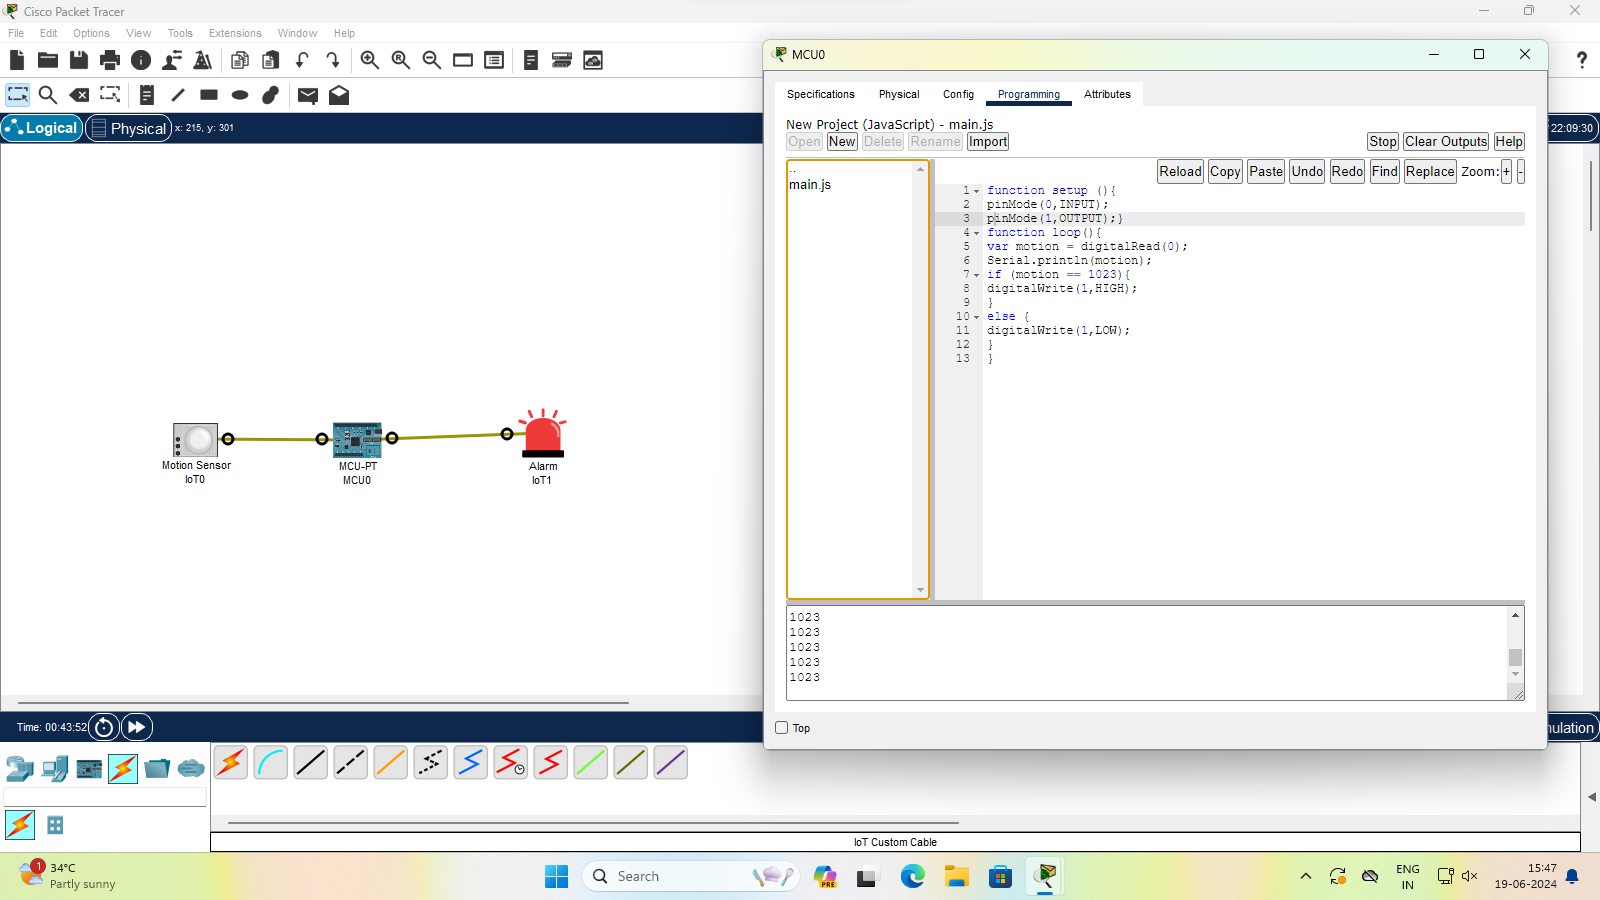 Cisco Packet Tracer
File Edit Options View Tools Extensions Window Help
Logical Physical x: 215, y: 301
22:09:30
MCU0
Specifications Physical Config Programming Attributes
New Project (JavaScript) - main.js
Open New Delete Rename Import Stop Clear Outputs Help
..
main.js
Reload Copy Paste Undo Redo Find Replace Zoom: + -
1 function setup (){
2 pinMode(0,INPUT);
3 pinMode(1,OUTPUT);}
4 function loop(){
5 var motion = digitalRead(0);
6 Serial.println(motion);
7 if (motion == 1023){
8 digitalWrite(1,HIGH);
9 }
10 else {
11 digitalWrite(1,LOW);
12 }
13 }
1023
1023
1023
1023
1023
Top
Motion Sensor
IoT0
MCU-PT
MCU0
Alarm
IoT1
Time: 00:43:52
ulation
IoT Custom Cable
1
34°C
Partly sunny
Search
PRE
ENG
IN
15:47
19-06-2024